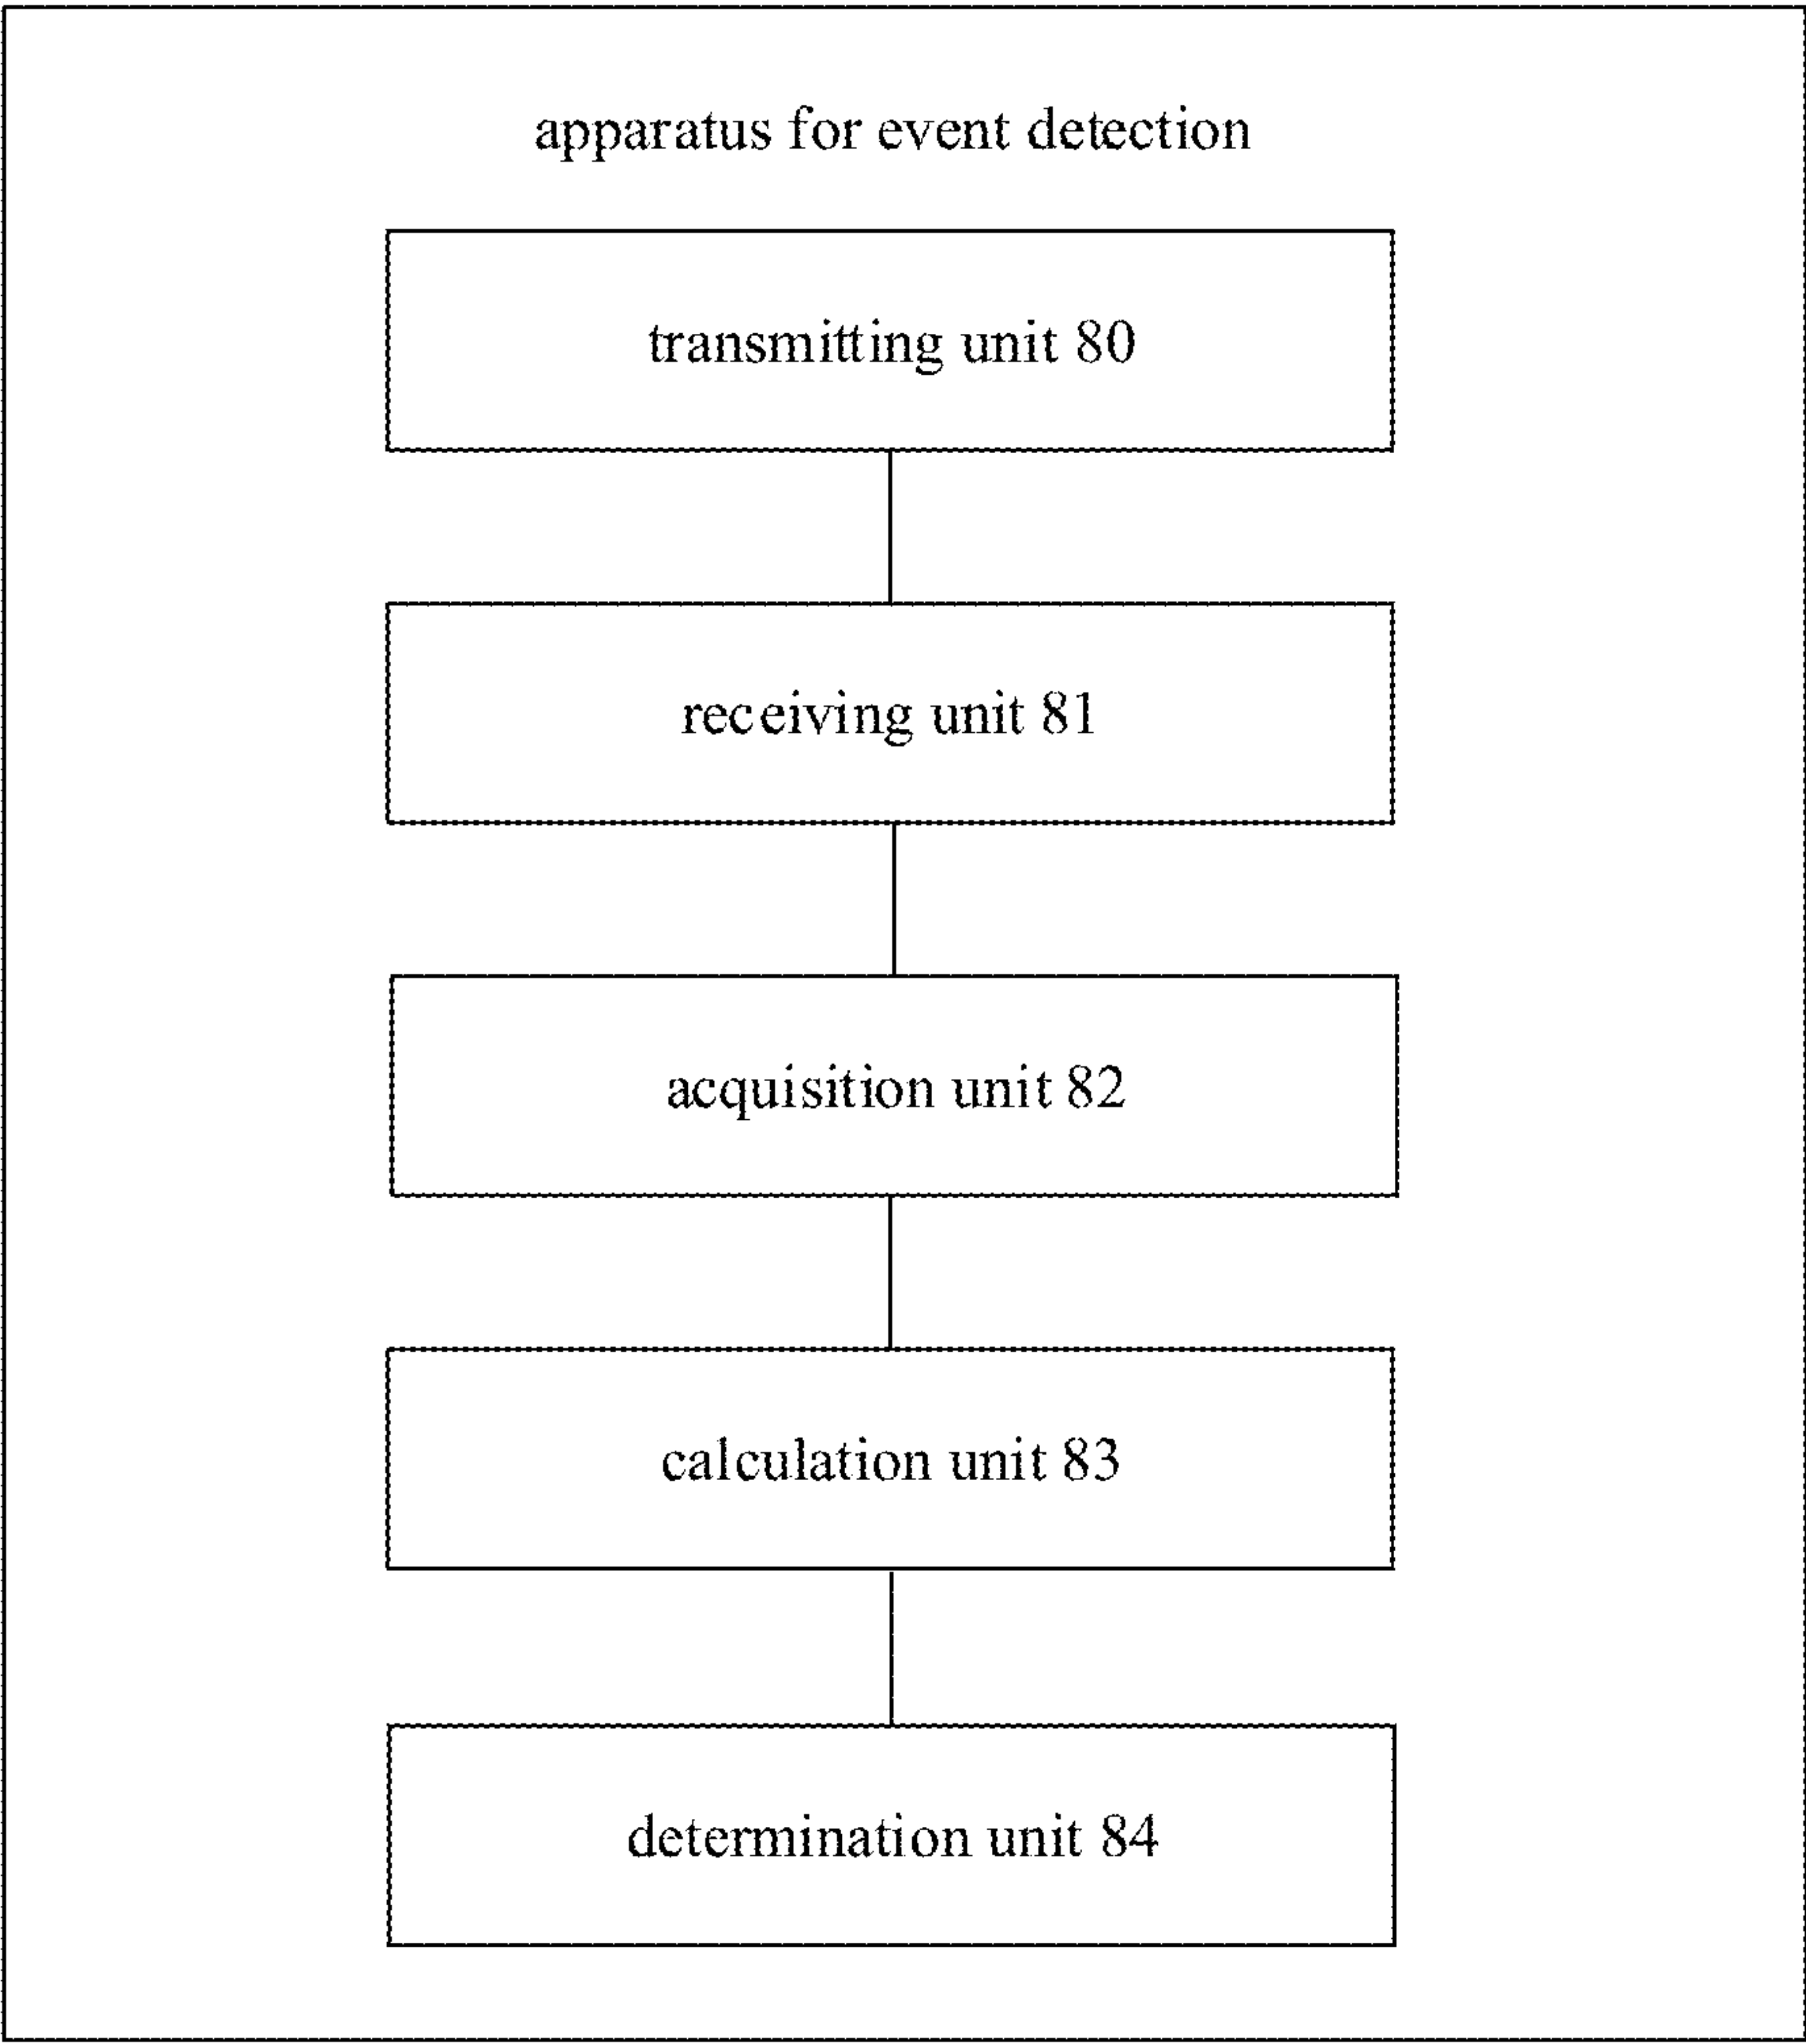 apparatus for event detection
transmitting unit 80
receiving unit 81
acquisition unit 82
calculation unit 83
determination unit 84